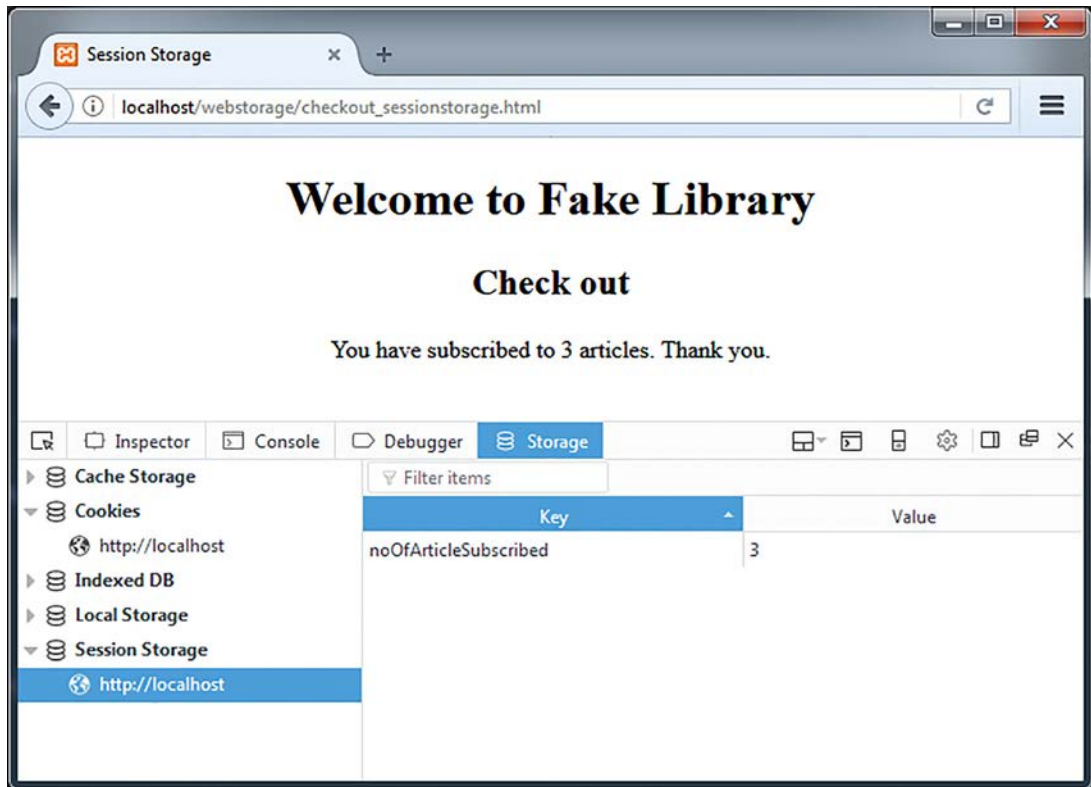 Session Storage
localhost/webstorage/checkout_sessionstorage.html
Welcome to Fake Library
Check out
You have subscribed to 3 articles. Thank you.
Inspector Console Debugger Storage
Cache Storage
Filter items
Cookies
Key Value
http://localhost
noOfArticleSubscribed 3
Indexed DB
Local Storage
Session Storage
http://localhost